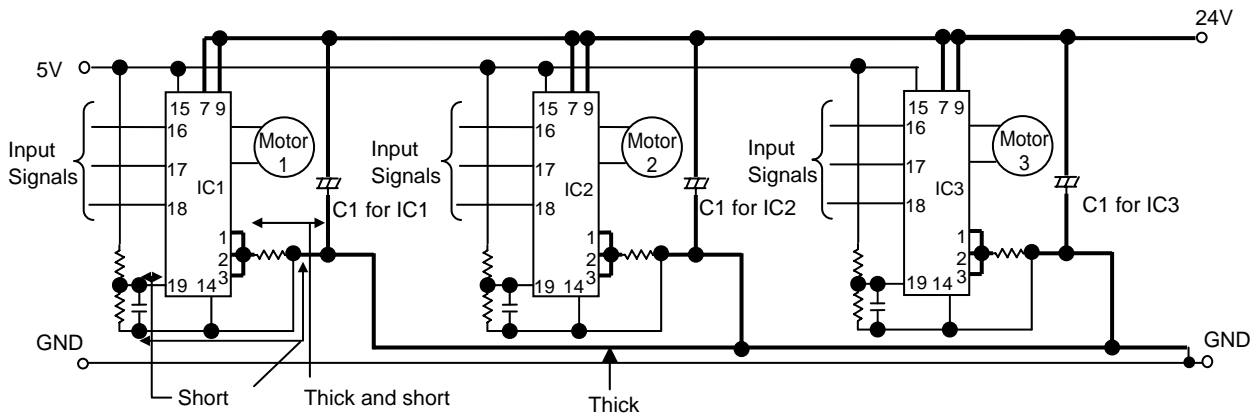 24V
5V
15 7 9
15 7 9
15 7 9
16
Motor
1
16
Motor
2
16
Motor
3
Input
Signals
17
Input
Signals
17
Input
Signals
17
IC1
IC2
IC3
18
C1 for IC1
18
C1 for IC2
18
C1 for IC3
1
2
3
1
2
3
1
2
3
19 14
19 14
19 14
GND
GND
Short
Thick and short
Thick